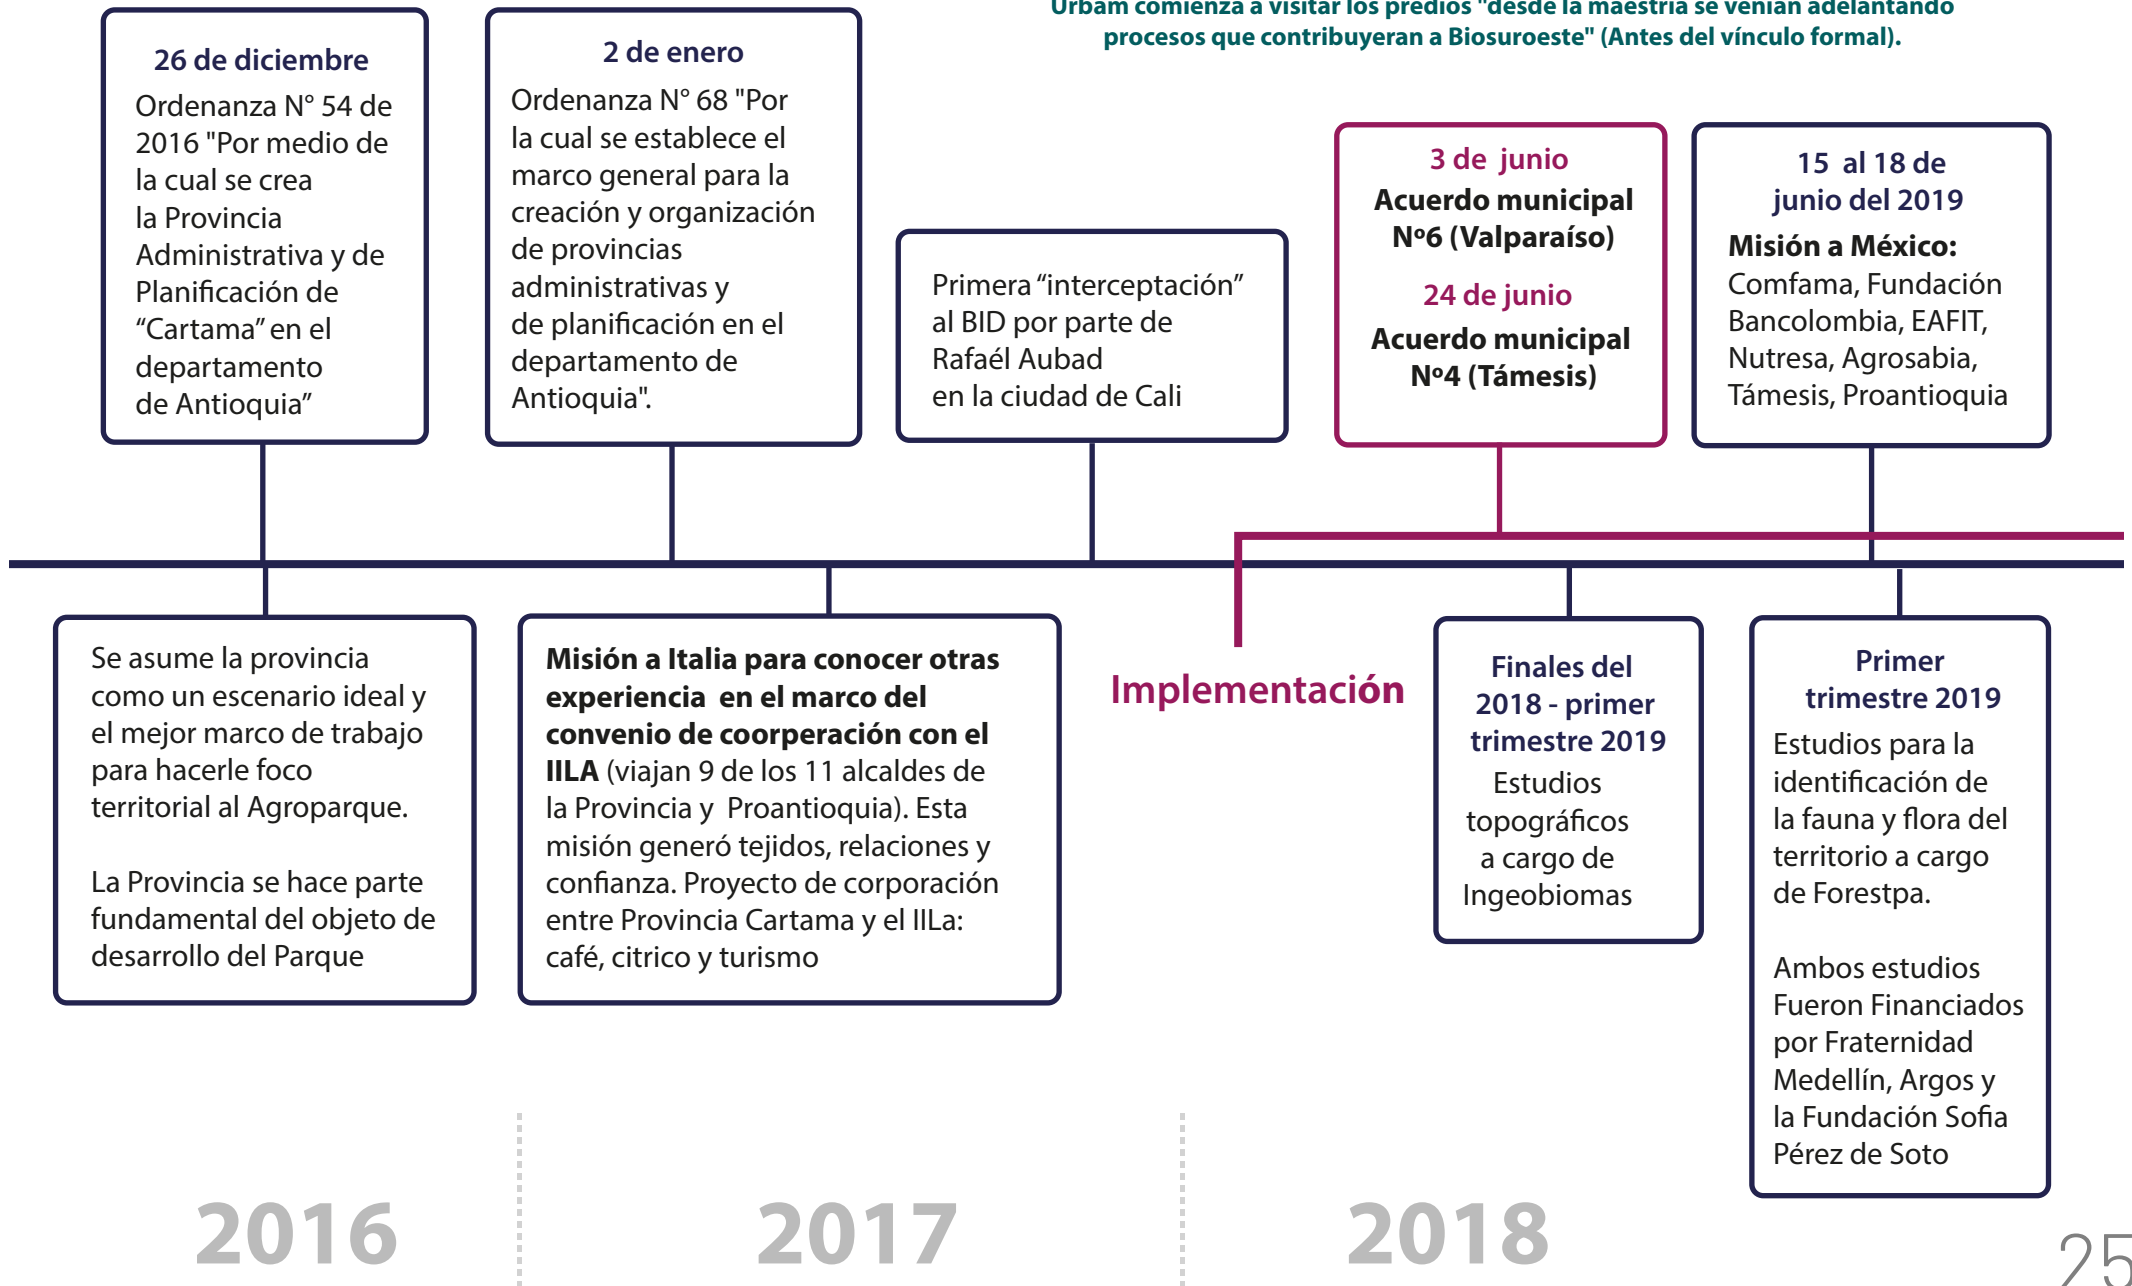 Urbam comienza a visitar los predios "desde la maestría se venían adelantando
procesos que contribuyeran a Biosuroeste" (Antes del vínculo formal).
26 de diciembre
Ordenanza N° 54 de
2016 "Por medio de
la cual se crea
la Provincia
Administrativa y de
Planificación de
“Cartama” en el
departamento
de Antioquia”
2 de enero
Ordenanza N° 68 "Por
la cual se establece el
marco general para la
creación y organización
de provincias
administrativas y
de planificación en el
departamento de
Antioquia".
Primera “interceptación”
al BID por parte de
Rafaél Aubad
en la ciudad de Cali
3 de junio
Acuerdo municipal
Nº6 (Valparaíso)
24 de junio
Acuerdo municipal
Nº4 (Támesis)
15 al 18 de
junio del 2019
Misión a México:
Comfama, Fundación
Bancolombia, EAFIT,
Nutresa, Agrosabia,
Támesis, Proantioquia
Se asume la provincia
como un escenario ideal y
el mejor marco de trabajo
para hacerle foco
territorial al Agroparque.
La Provincia se hace parte
fundamental del objeto de
desarrollo del Parque
Misión a Italia para conocer otras
experiencia en el marco del
convenio de coorperación con el
IILA (viajan 9 de los 11 alcaldes de
la Provincia y Proantioquia). Esta
misión generó tejidos, relaciones y
confianza. Proyecto de corporación
entre Provincia Cartama y el IILa:
café, citrico y turismo
Implementación
Finales del
2018 - primer
trimestre 2019
Estudios
topográficos
a cargo de
Ingeobiomas
Primer
trimestre 2019
Estudios para la
identificación de
la fauna y flora del
territorio a cargo
de Forestpa.
Ambos estudios
Fueron Financiados
por Fraternidad
Medellín, Argos y
la Fundación Sofia
Pérez de Soto
2016
2017
2018
25